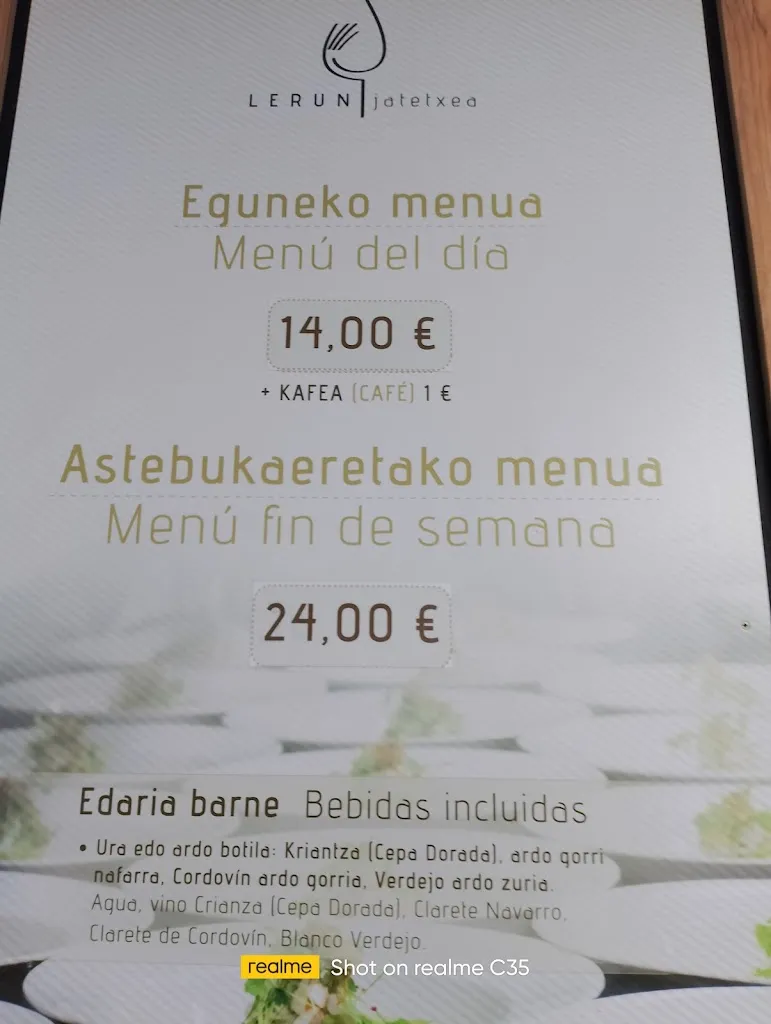 LERUN jatetxea
Eguneko menua
Menú del día
14,00 €
+ KAFEA (CAFÉ) 1 €
Astebukaeretako menua
Menú fin de semana
24,00 €
Edaria barne Bebidas incluidas
• Ura edo ardo botila: Kriantza (Cepa Dorada), ardo gorri
nafarra, Cordovín ardo gorria, Verdejo ardo zuria.
Agua, vino Crianza (Cepa Dorada), Clarete Navarro,
Clarete de Cordovín, Blanco Verdejo.
realme Shot on realme C35